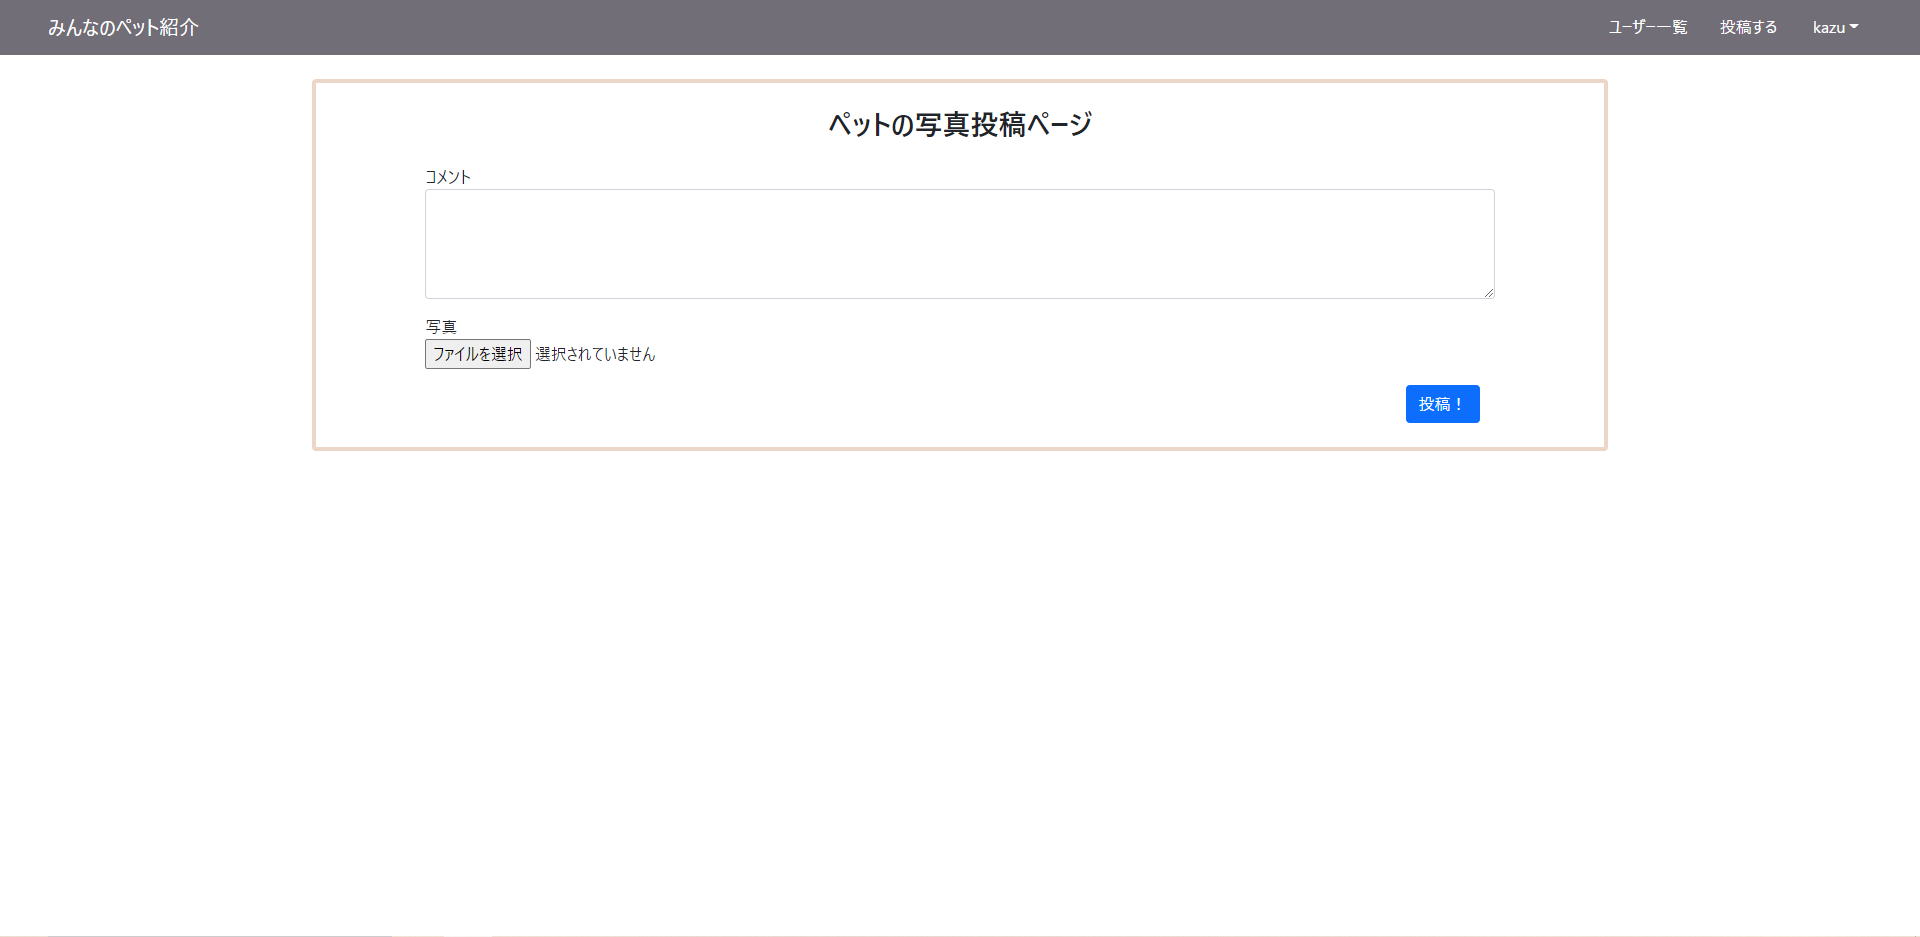 みんなのペット紹介
ユーザー一覧 投稿する kazu
ペットの写真投稿ページ
コメント
写真
ファイルを選択 選択されていません
投稿！